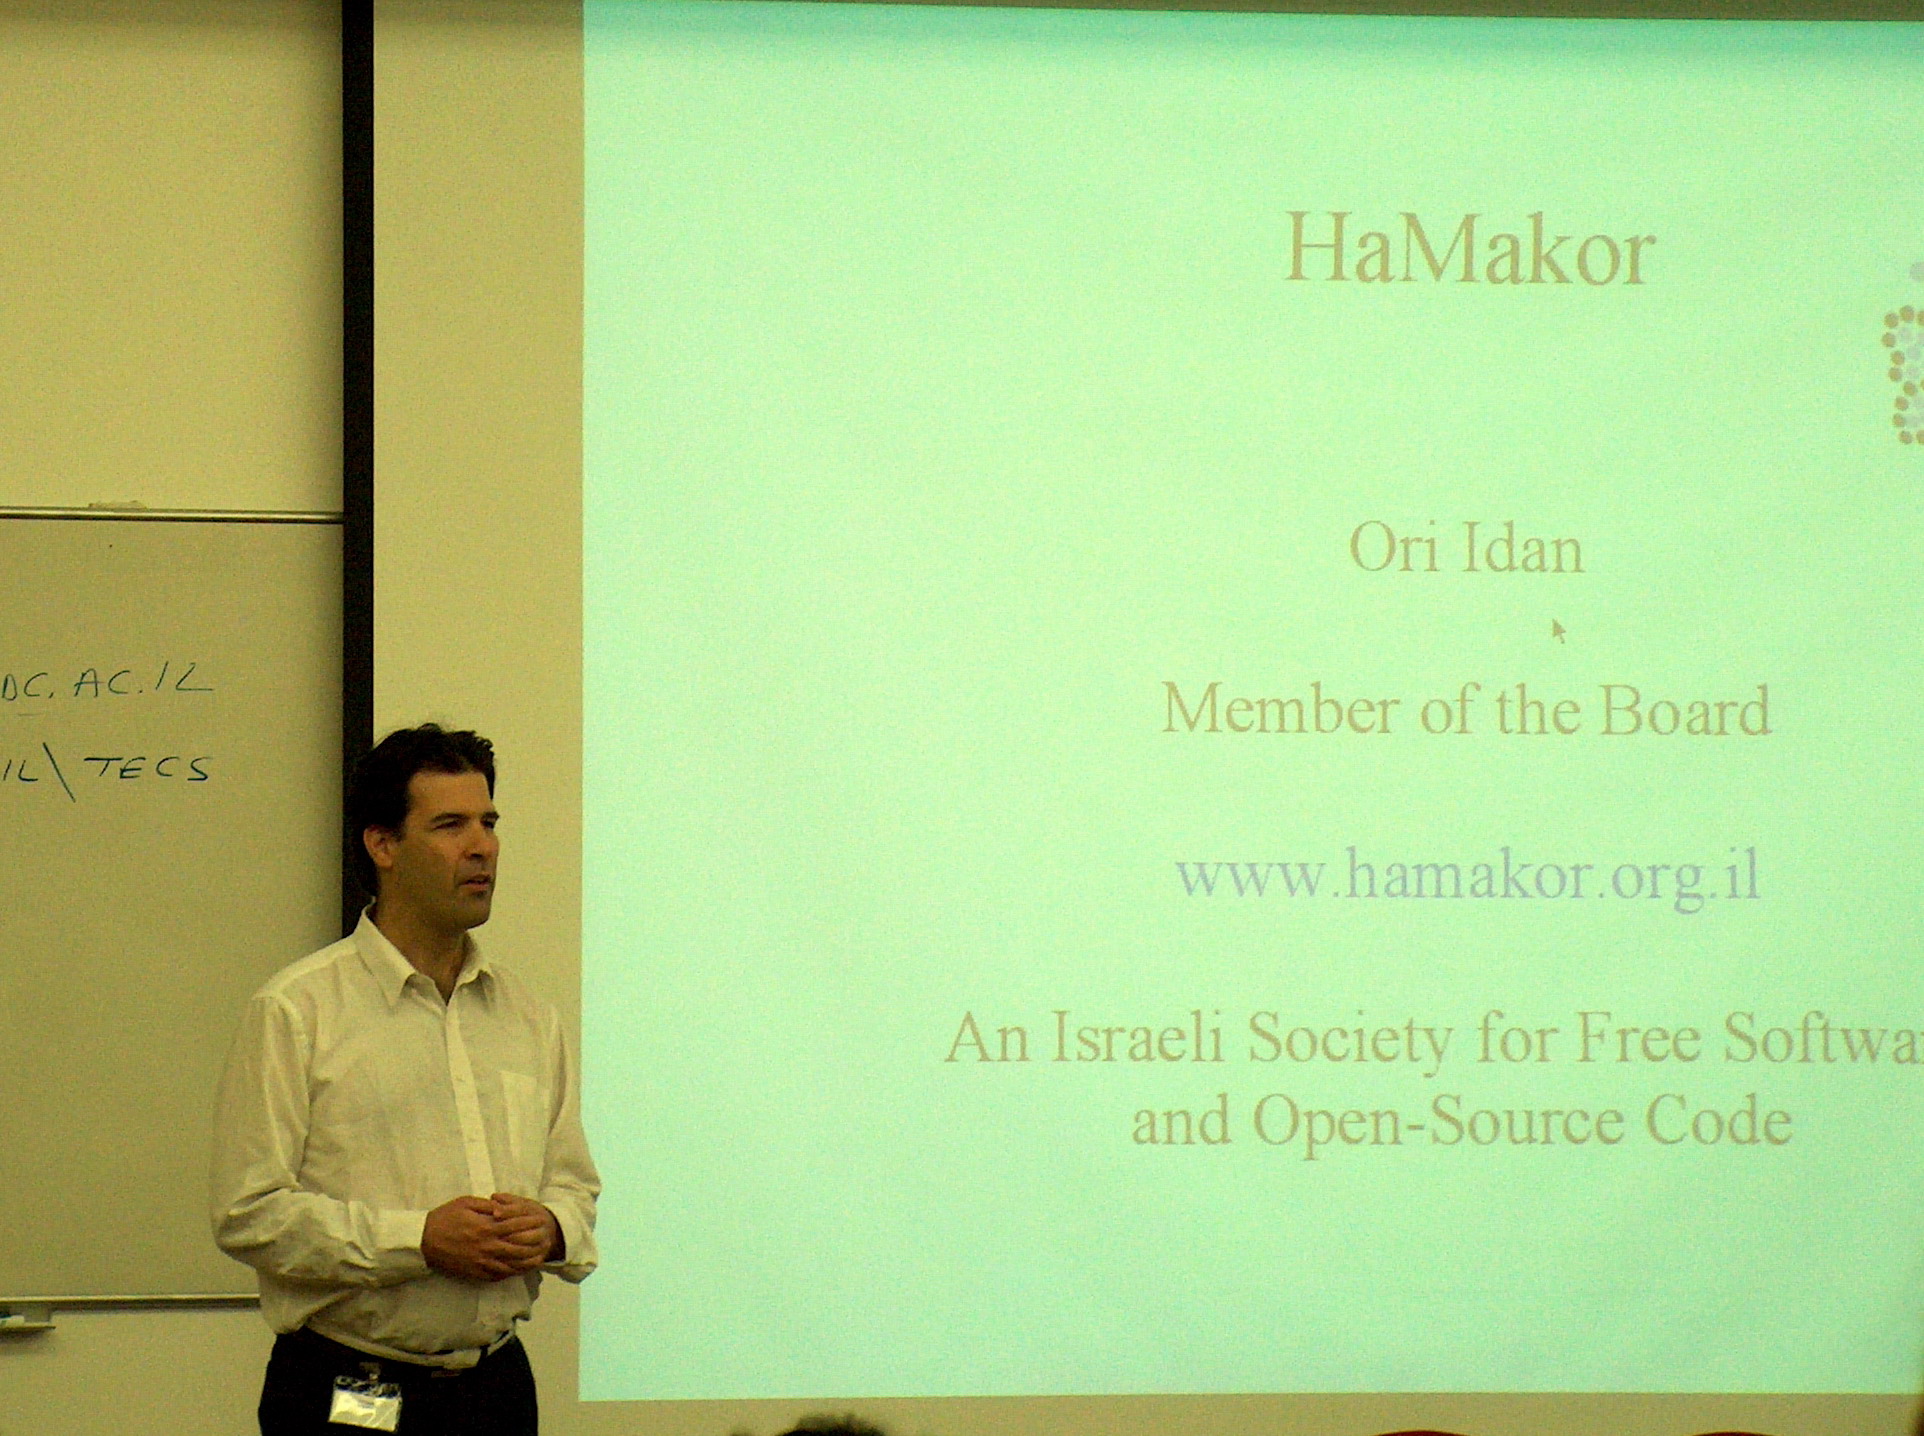 DC.AC.IL
IL\TECS
HaMakor
Ori Idan
Member of the Board
www.hamakor.org.il
An Israeli Society for Free Softwa
and Open-Source Code